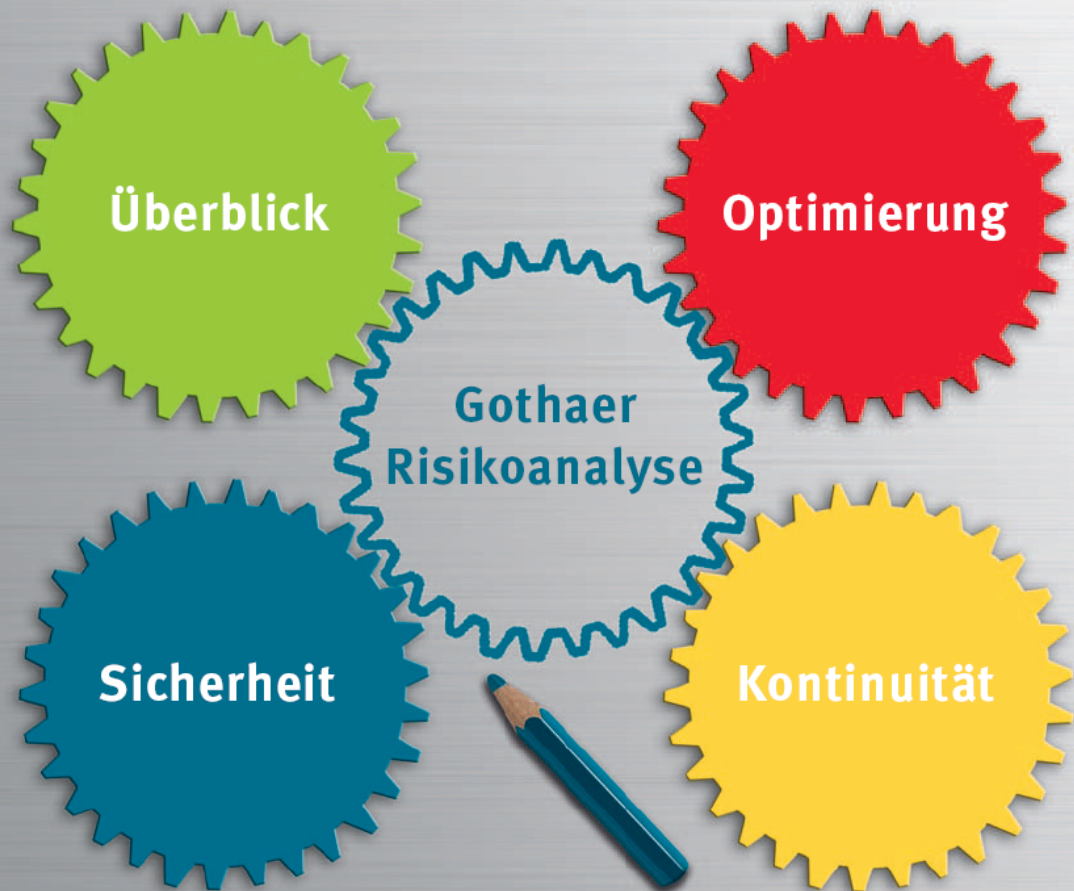 Überblick
Optimierung
Gothaer
Risikoanalyse
Sicherheit
Kontinuität